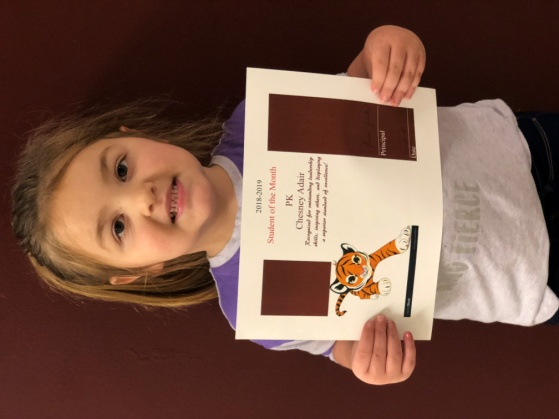 2018-2019
Student of the Month
PK
Chesney Adair
Recognized for outstanding leadership
skills, inspiring others, and displaying
a superior standard of excellence!
Principal
Date